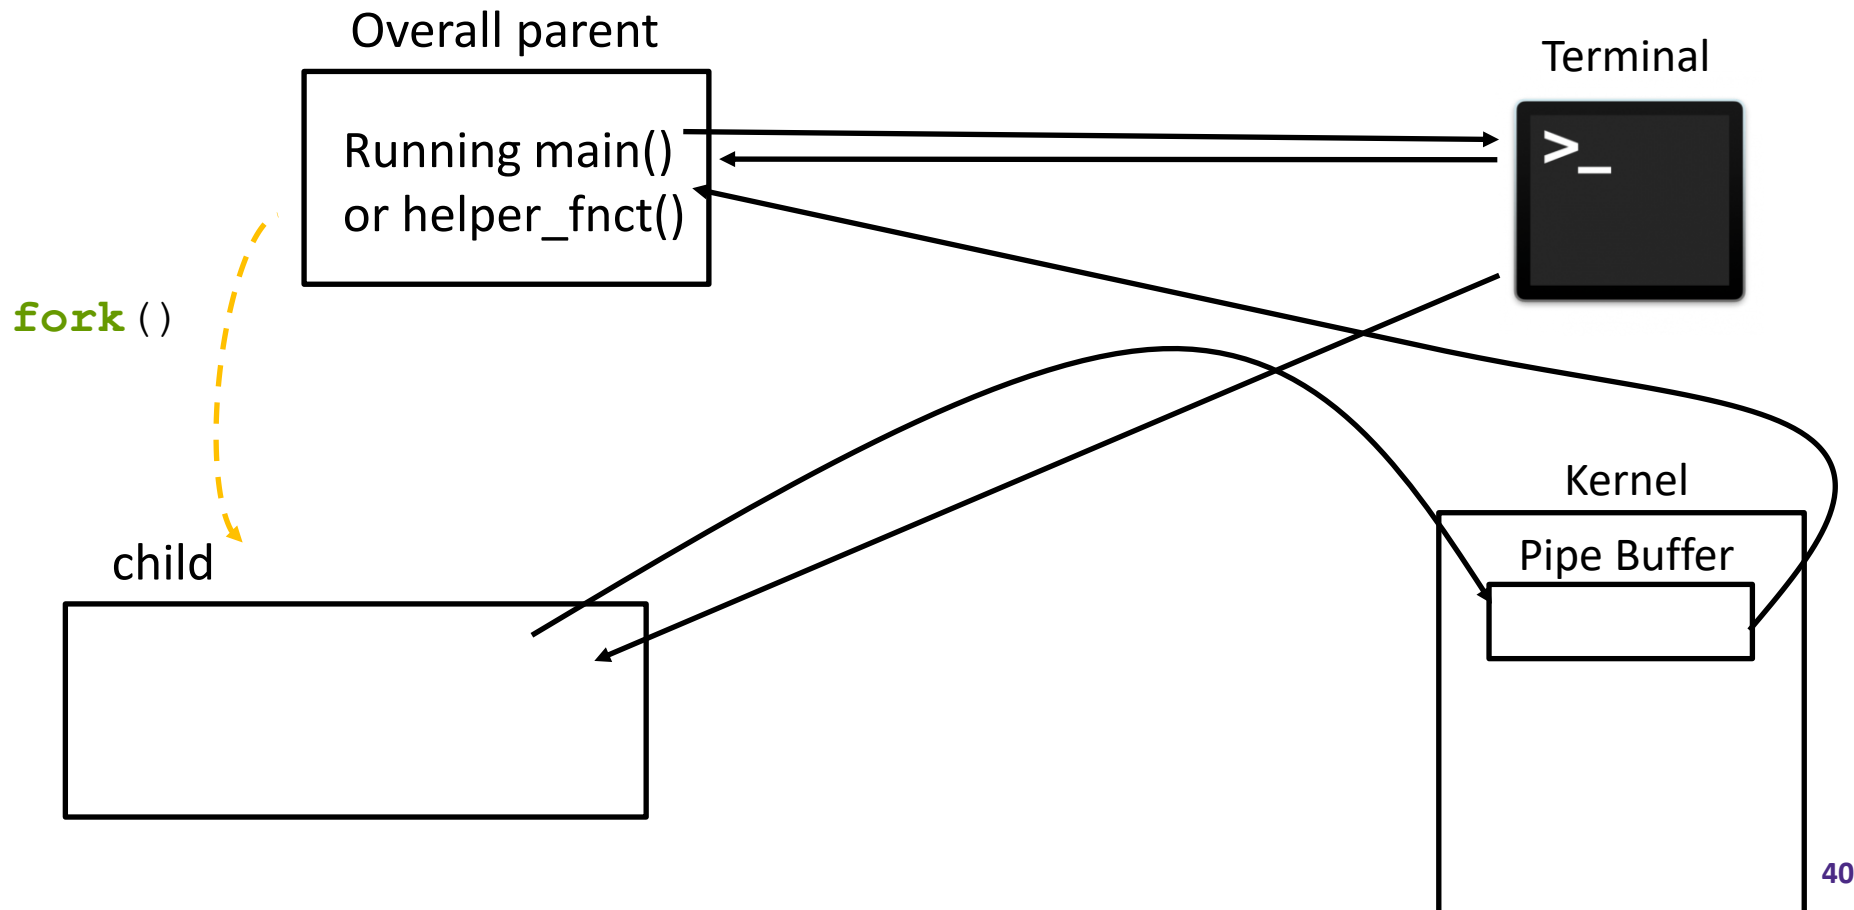 Overall parent
Terminal
>_
Running main()
or helper_fnct()
fork()
Kernel
Pipe Buffer
child
40